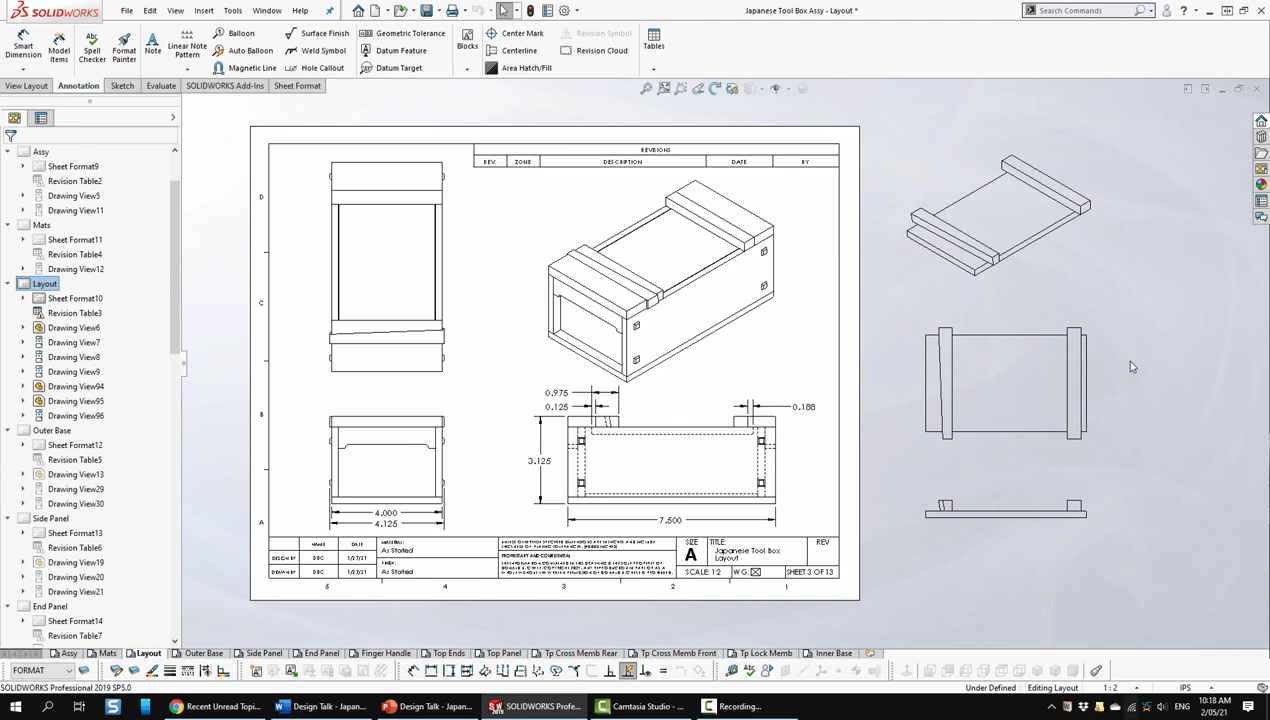 SOLIDWORKS File Edit View Insert Tools Window Help Japanese Tool Box Assy - Layout * Search Commands
Smart Dimension
Model Items
Spell Checker
Format Painter
Note
Linear Note Pattern
Balloon
Auto Balloon
Magnetic Line
Surface Finish
Weld Symbol
Hole Callout
Geometric Tolerance
Datum Feature
Datum Target
Blocks
Center Mark
Centerline
Area Hatch/Fill
Revision Symbol
Revision Cloud
Tables
View Layout Annotation Sketch Evaluate SOLIDWORKS Add-Ins Sheet Format
Assy
Sheet Format9
Revision Table2
Drawing View5
Drawing View11
Mats
Sheet Format11
Revision Table4
Drawing View12
Layout
Sheet Format10
Revision Table3
Drawing View6
Drawing View7
Drawing View8
Drawing View9
Drawing View94
Drawing View95
Drawing View96
Outer Base
Sheet Format12
Revision Table5
Drawing View13
Drawing View29
Drawing View30
Side Panel
Sheet Format13
Revision Table6
Drawing View19
Drawing View20
Drawing View21
End Panel
Sheet Format14
Revision Table7
REVISIONS
REV. ZONE DESCRIPTION DATE BY
D
C
B
A
0.975
0.125
0.188
3.125
4.000
4.125
7.500
NAME DATE
DESIGN BY DBC 1/27/21
DRAWN BY DBC 1/27/21
MATERIAL:
As Stated
As Stated
PROPRIETARY AND CONFIDENTIAL
SIZE
A
TITLE:
Japanese Tool Box
Layout
REV
SCALE: 1:2 WG: SHEET 3 OF 13
4 3 2 1
Assy Mats Layout Outer Base Side Panel End Panel Finger Handle Top Ends Top Panel Tp Cross Memb Rear Tp Cross Memb Front Tp Lock Memb Inner Base
FORMAT
SOLIDWORKS Professional 2019 SP5.0 Under Defined Editing Layout 1 : 2 IPS
Recent Unread Topi... Design Talk - Japan... Design Talk - Japan... SOLIDWORKS Profe... Camtasia Studio - ... Recording...
10:18 AM
2/05/21